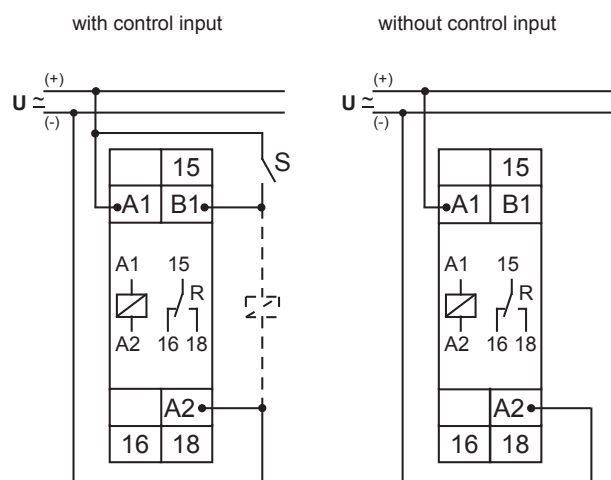 with control input
without control input
(+)
U ≃
(-)
S
15
A1 B1
A1 15
R
A2 16 18
A2
16 18
(+)
U ≃
(-)
15
A1 B1
A1 15
R
A2 16 18
A2
16 18